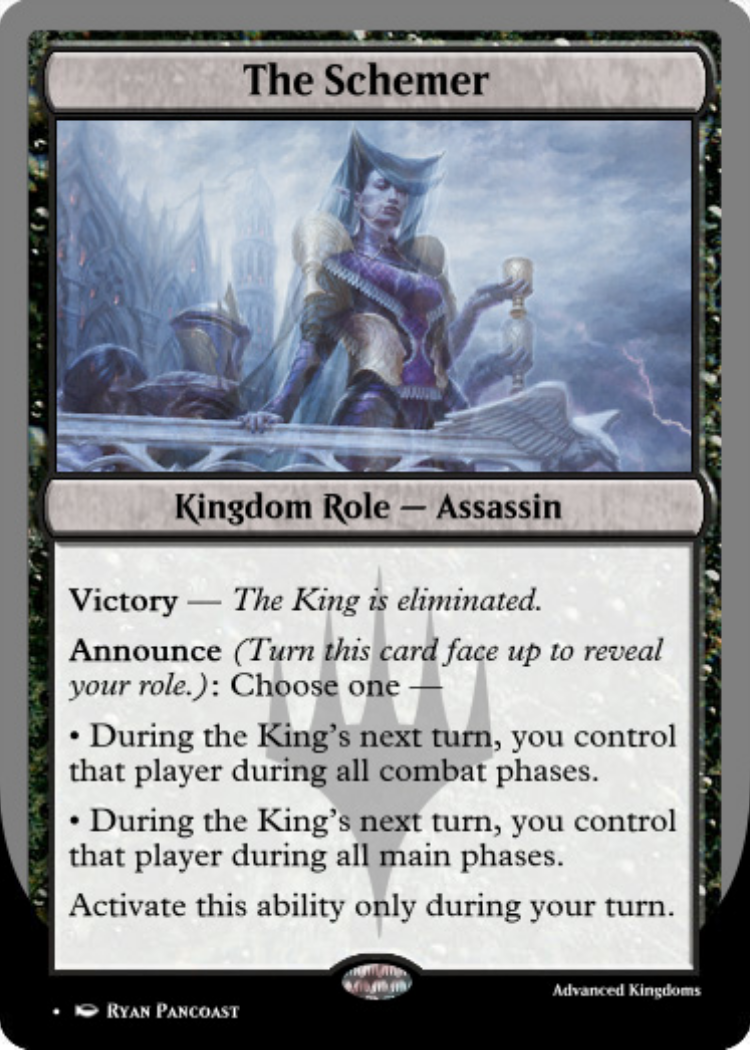 The Schemer
Kingdom Role — Assassin
Victory — The King is eliminated.
Announce (Turn this card face up to reveal
your role.): Choose one —
• During the King's next turn, you control
that player during all combat phases.
• During the King's next turn, you control
that player during all main phases.
Activate this ability only during your turn.
Advanced Kingdoms
• Ryan Pancoast